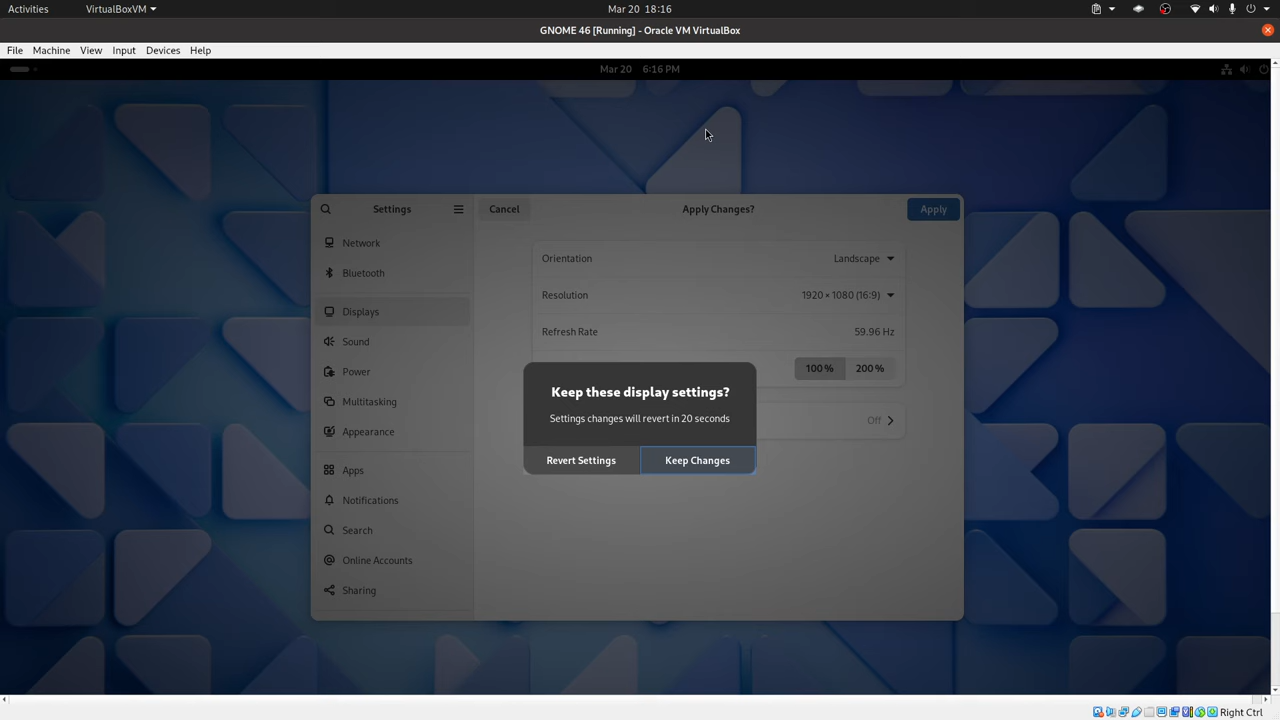 Activities
VirtualBoxVM
Mar 20 18:16
GNOME 46 [Running] - Oracle VM VirtualBox
File Machine View Input Devices Help
Mar 20 6:16 PM
Settings
Cancel
Apply Changes?
Apply
Network
Bluetooth
Displays
Sound
Power
Multitasking
Appearance
Apps
Notifications
Search
Online Accounts
Sharing
Orientation Landscape
Resolution 1920 × 1080 (16:9)
Refresh Rate 59.96 Hz
100 % 200 %
Off
Keep these display settings?
Settings changes will revert in 20 seconds
Revert Settings Keep Changes
Right Ctrl